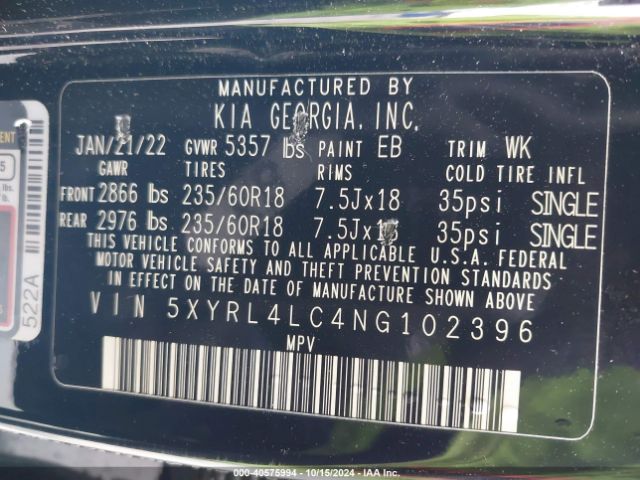 MANUFACTURED BY
KIA GEORGIA, INC.
JAN/21/22 GVWR 5357 lbs PAINT EB TRIM WK
GAWR TIRES RIMS COLD TIRE INFL
FRONT 2866 lbs 235/60R18 7.5Jx18 35psi SINGLE
REAR 2976 lbs 235/60R18 7.5Jx18 35psi SINGLE
THIS VEHICLE CONFORMS TO ALL APPLICABLE U.S.A. FEDERAL
MOTOR VEHICLE SAFETY AND THEFT PREVENTION STANDARDS
IN EFFECT ON THE DATE OF MANUFACTURE SHOWN ABOVE
VIN 5XYRL4LC4NG102396
MPV
522A
000-40575994 - 10/15/2024 - IAA Inc.